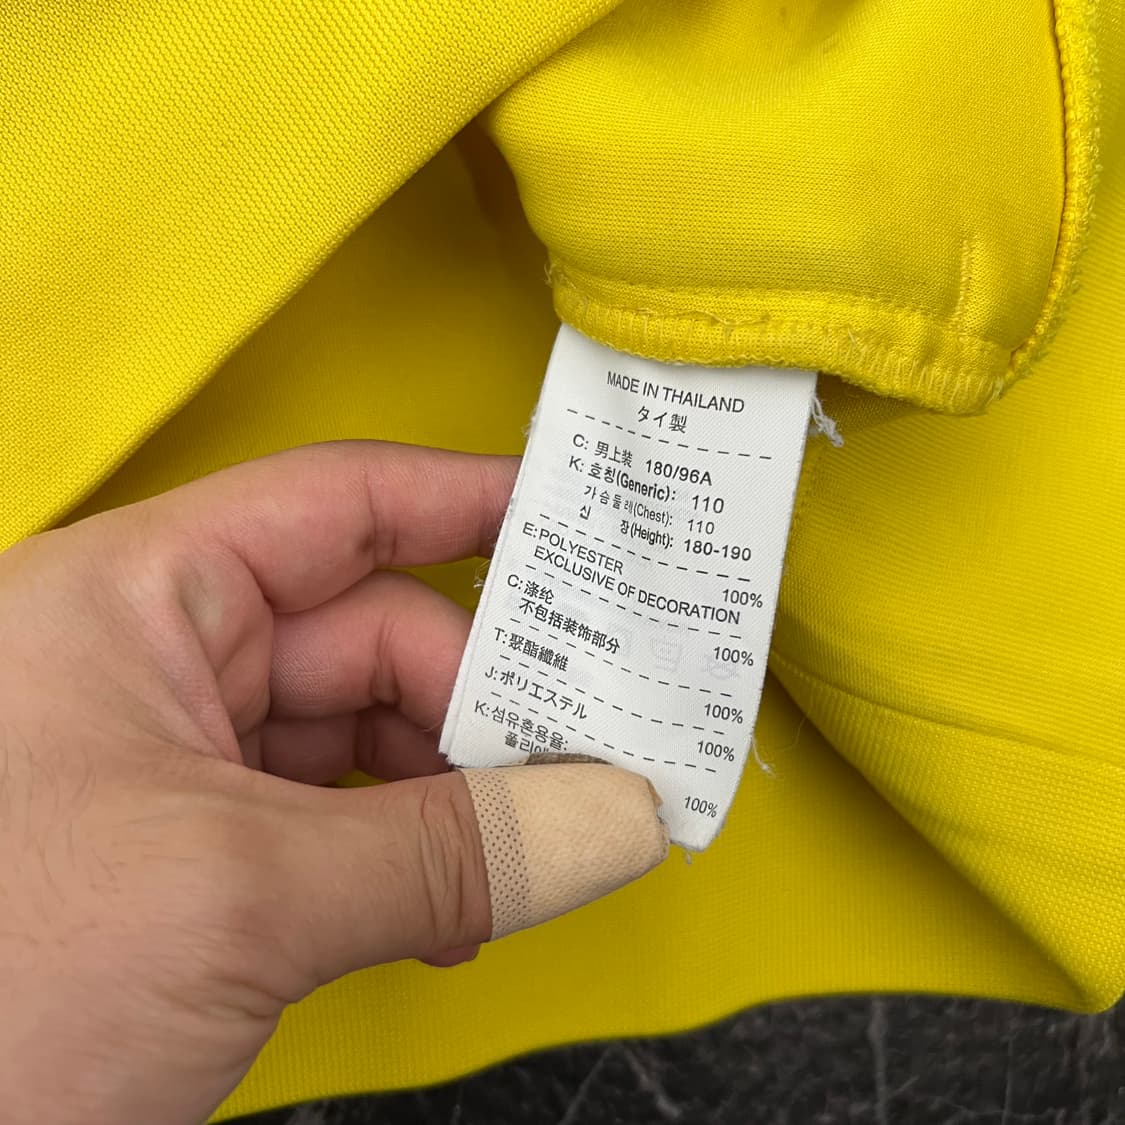 MADE IN THAILAND
タイ製
C: 男上装 180/96A
K: 호칭(Generic): 110
가슴둘레(Chest): 110
신 장(Height): 180-190
E: POLYESTER 100%
EXCLUSIVE OF DECORATION
C: 涤纶 100%
不包括装饰部分
T: 聚酯纖維 100%
J: ポリエステル 100%
K: 섬유혼용율:
100%